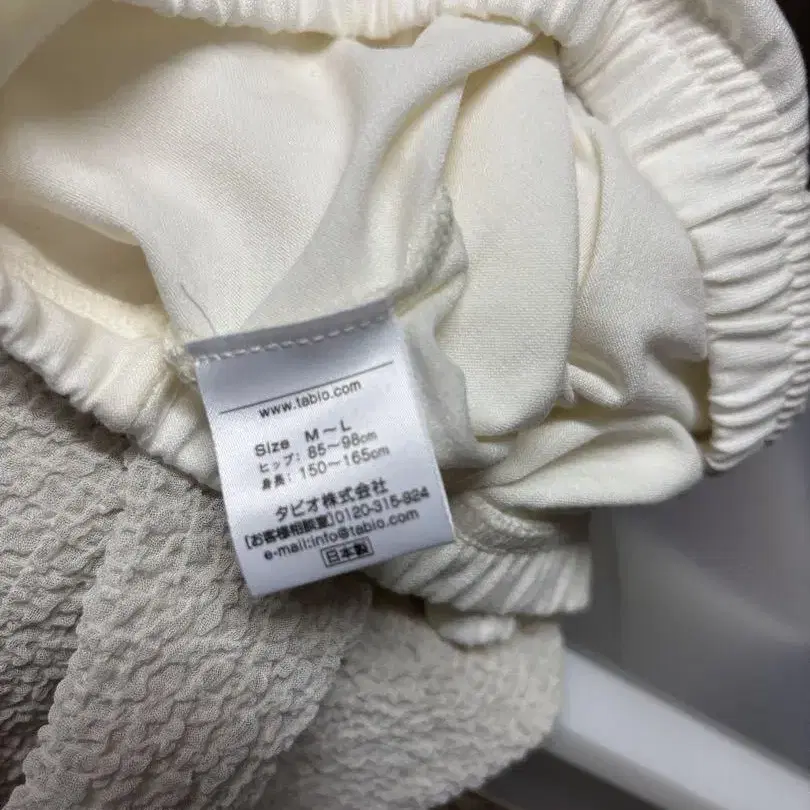 www.tabio.com
Size M～L
ヒップ:85～98cm
身長:150～165cm
タビオ株式会社
【お客様相談室】0120-315-924
e-mail:info@tabio.com
日本製